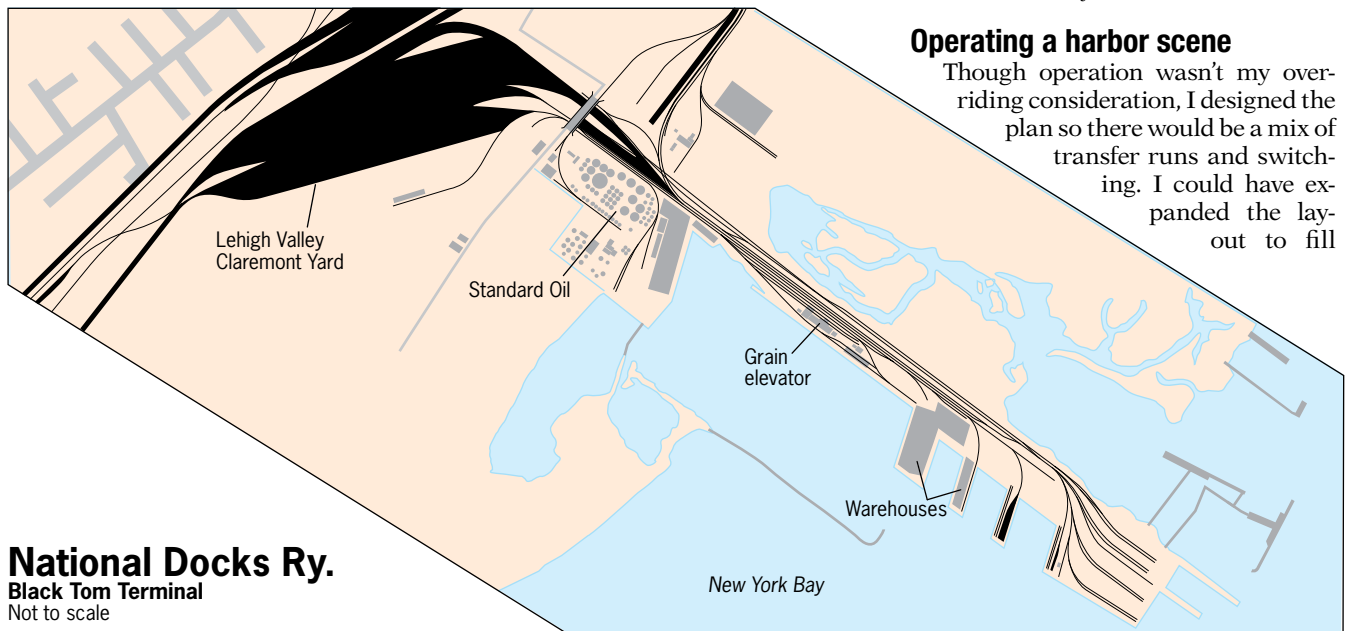 Operating a harbor scene
Though operation wasn't my over-
riding consideration, I designed the
plan so there would be a mix of
transfer runs and switch-
ing. I could have ex-
panded the lay-
out to fill
Lehigh Valley
Claremont Yard
Standard Oil
Grain
elevator
Warehouses
New York Bay
National Docks Ry.
Black Tom Terminal
Not to scale